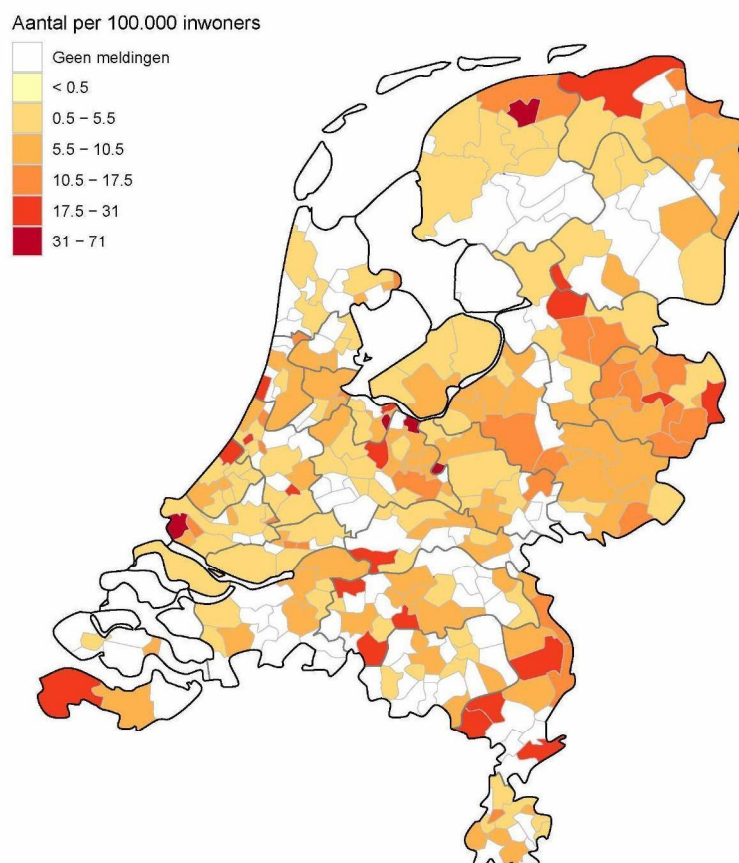 Aantal per 100.000 inwoners
Geen meldingen
< 0.5
0.5 – 5.5
5.5 – 10.5
10.5 – 17.5
17.5 – 31
31 – 71